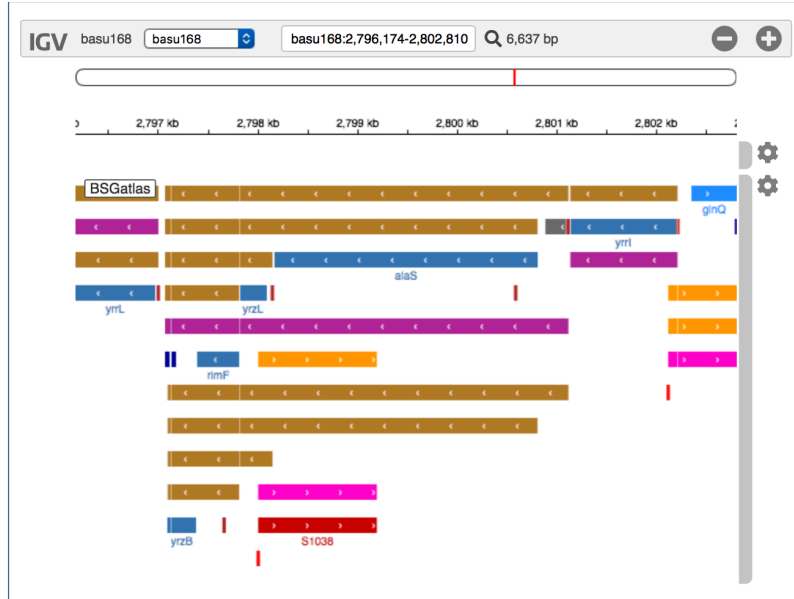 IGV basu168 basu168 basu168:2,796,174-2,802,810 6,637 bp
2,797 kb 2,798 kb 2,799 kb 2,800 kb 2,801 kb 2,802 kb
BSGatlas
glnQ
yrrI
alaS
yrrL yrzL
rimF
yrzB S1038